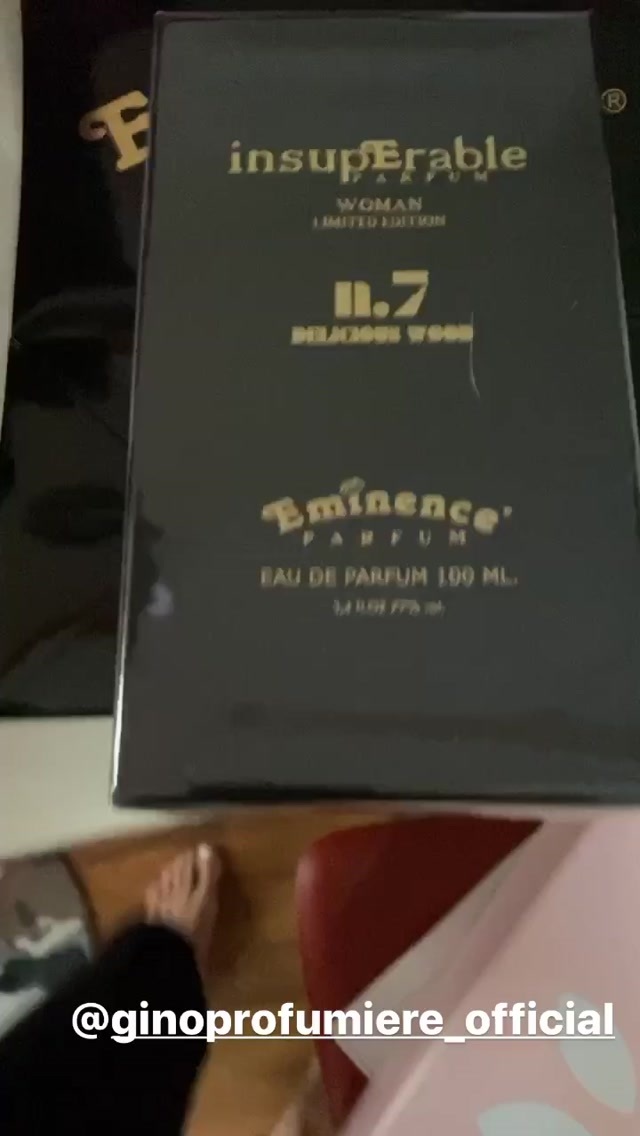 E
®
insupErable
PARFUM
WOMAN
LIMITED EDITION
n.7
DELICIOUS WOOD
Eminence
PARFUM
EAU DE PARFUM 100 ML.
@ginoprofumiere_official